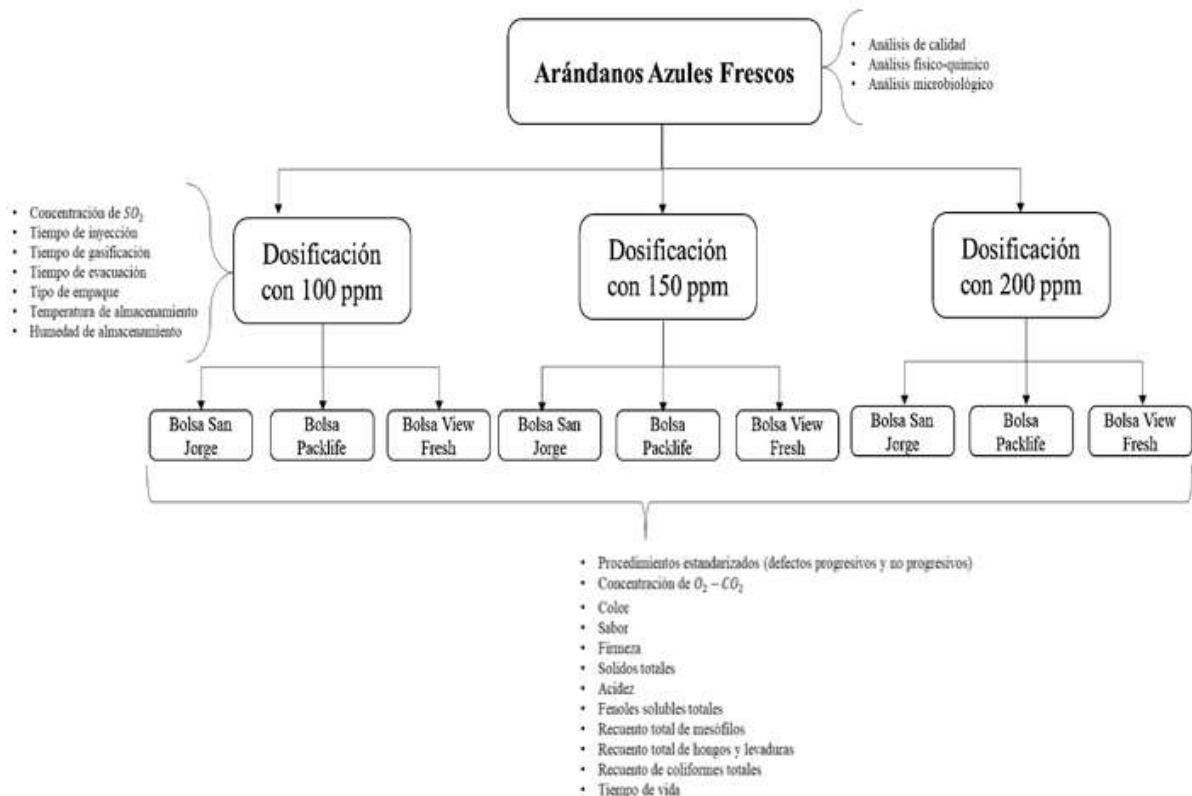 Arándanos Azules Frescos
• Análisis de calidad
• Análisis físico-químico
• Análisis microbiológico
• Concentración de SO₂
• Tiempo de inyección
• Tiempo de gasificación
• Tiempo de evacuación
• Tipo de empaque
• Temperatura de almacenamiento
• Humedad de almacenamiento
Dosificación
con 100 ppm
Dosificación
con 150 ppm
Dosificación
con 200 ppm
Bolsa San
Jorge
Bolsa
Packlife
Bolsa View
Fresh
Bolsa San
Jorge
Bolsa
Packlife
Bolsa View
Fresh
Bolsa San
Jorge
Bolsa
Packlife
Bolsa View
Fresh
• Procedimientos estandarizados (defectos progresivos y no progresivos)
• Concentración de O₂ – CO₂
• Color
• Sabor
• Firmeza
• Solidos totales
• Acidez
• Fenoles solubles totales
• Recuento total de mesófilos
• Recuento total de hongos y levaduras
• Recuento de coliformes totales
• Tiempo de vida